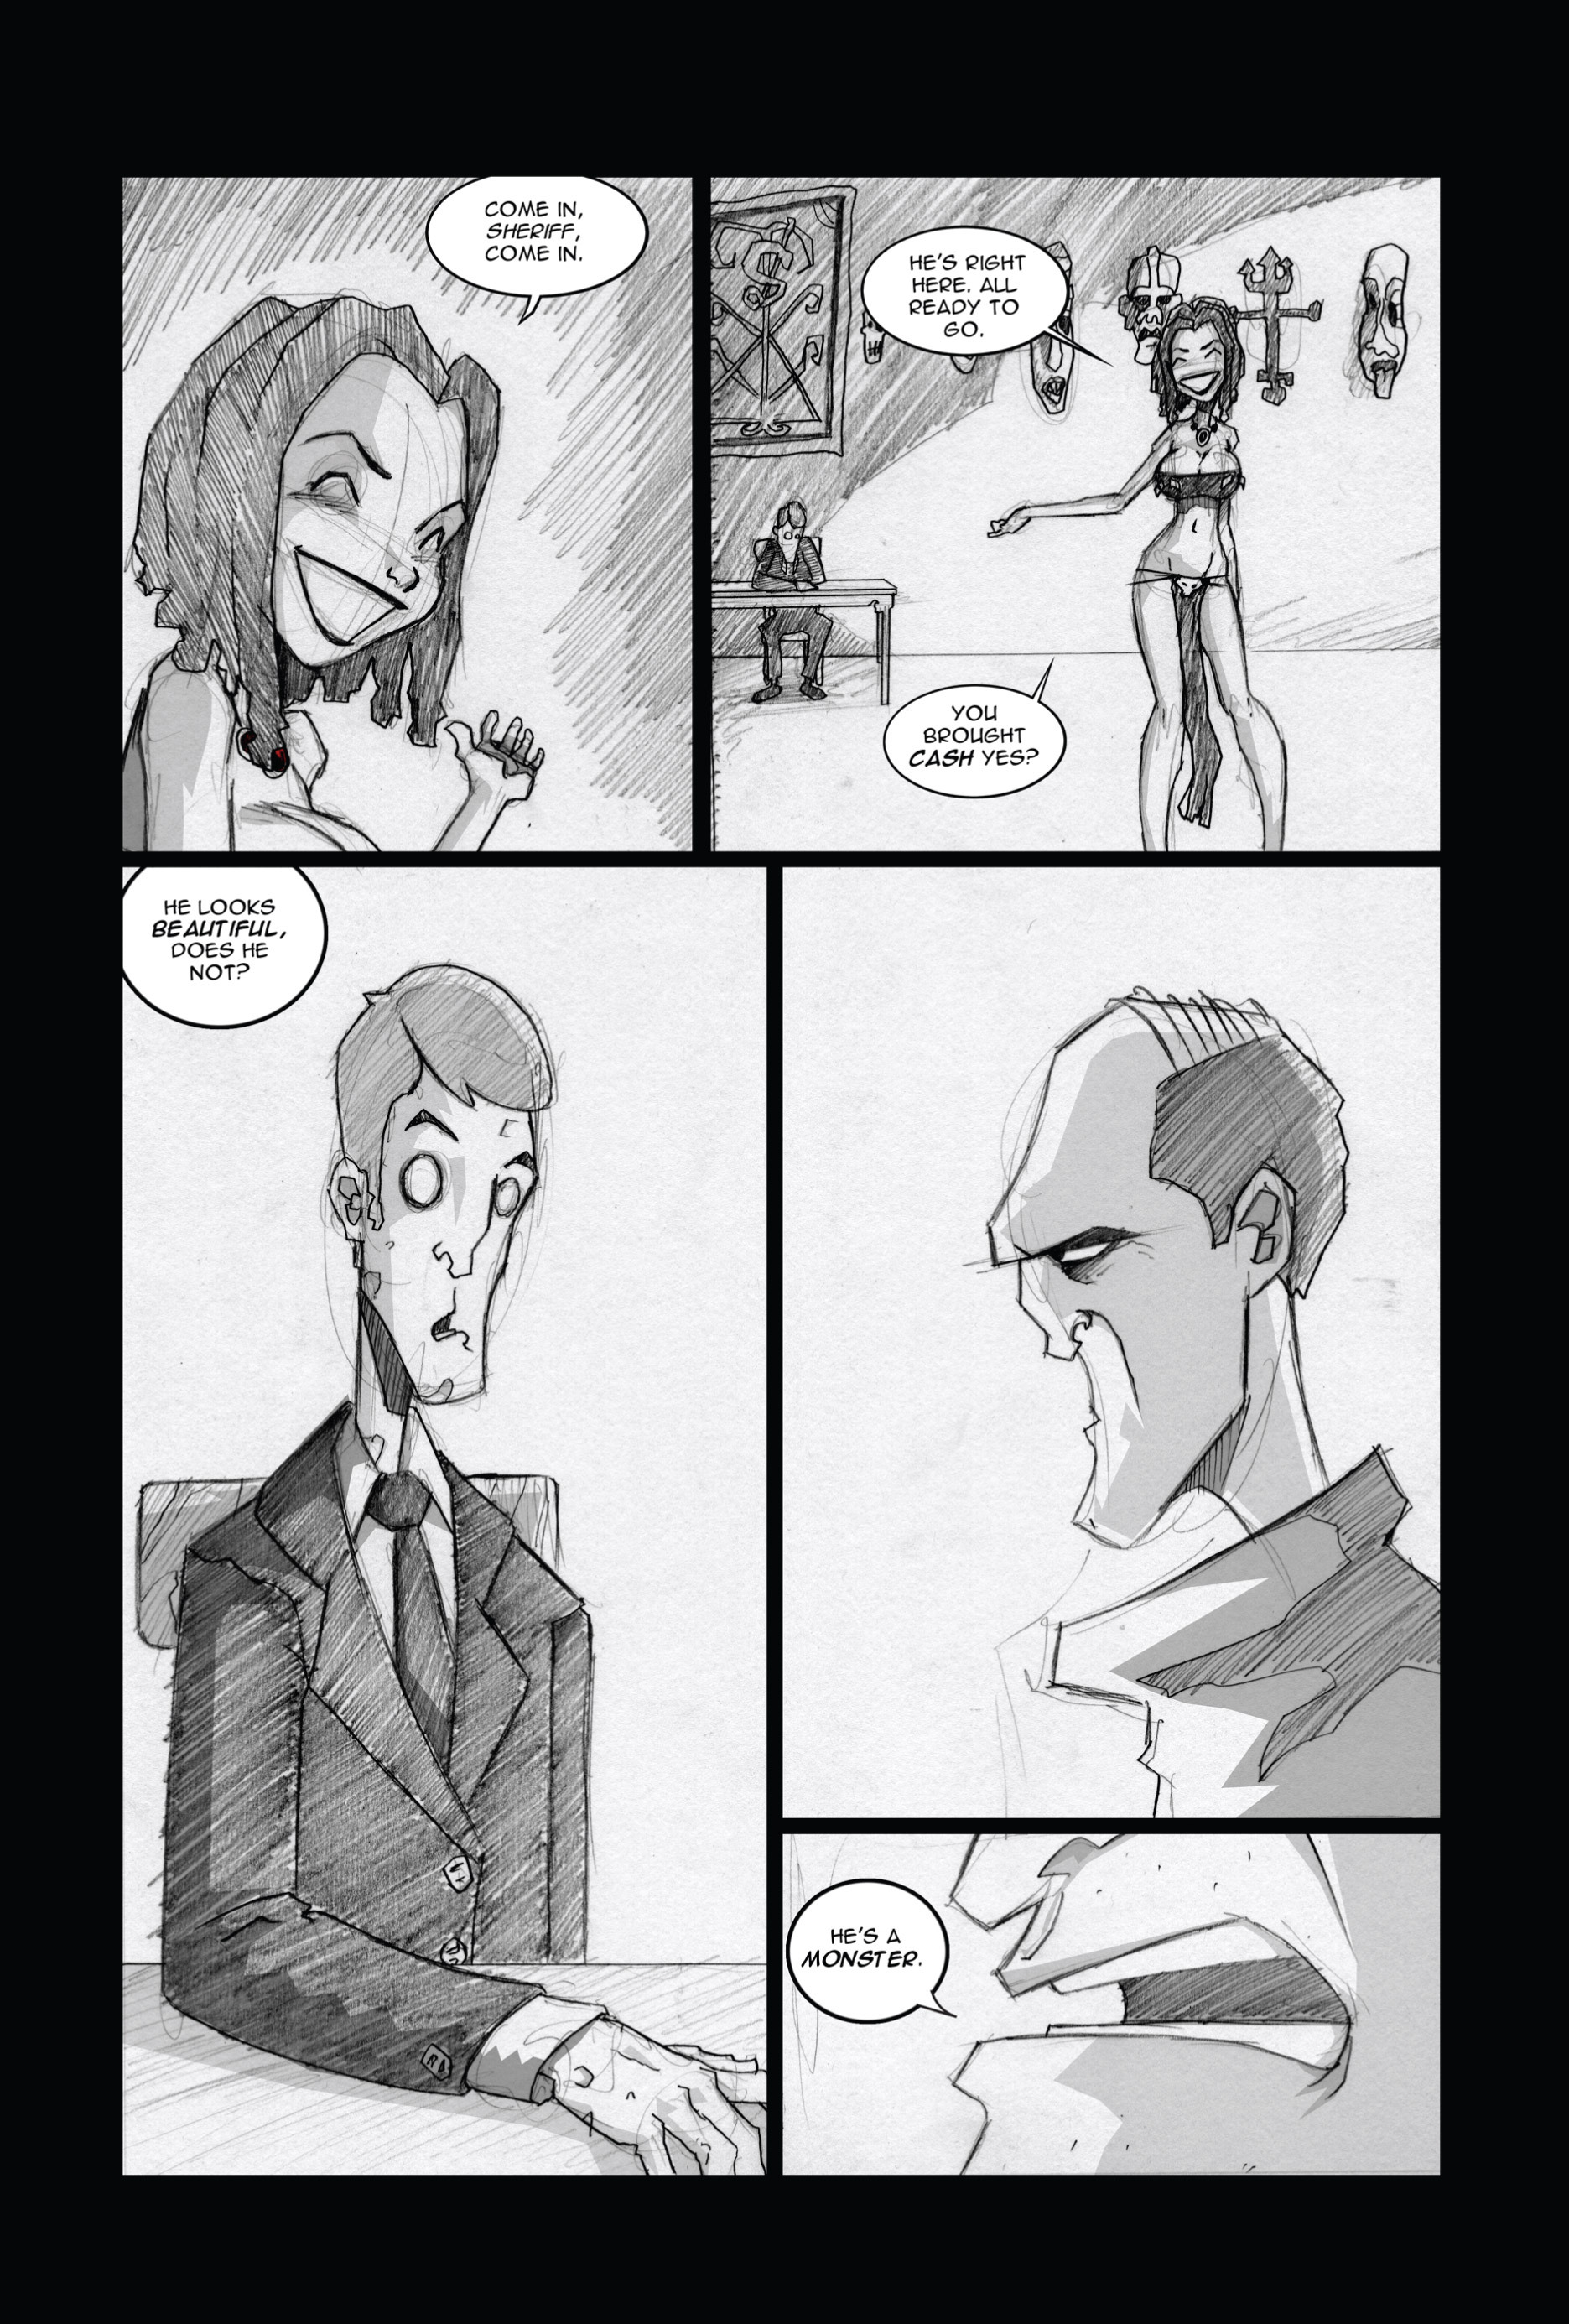 COME IN,
SHERIFF,
COME IN.
HE'S RIGHT
HERE. ALL
READY TO
GO.
YOU
BROUGHT
CASH YES?
HE LOOKS
BEAUTIFUL,
DOES HE
NOT?
HE'S A
MONSTER.